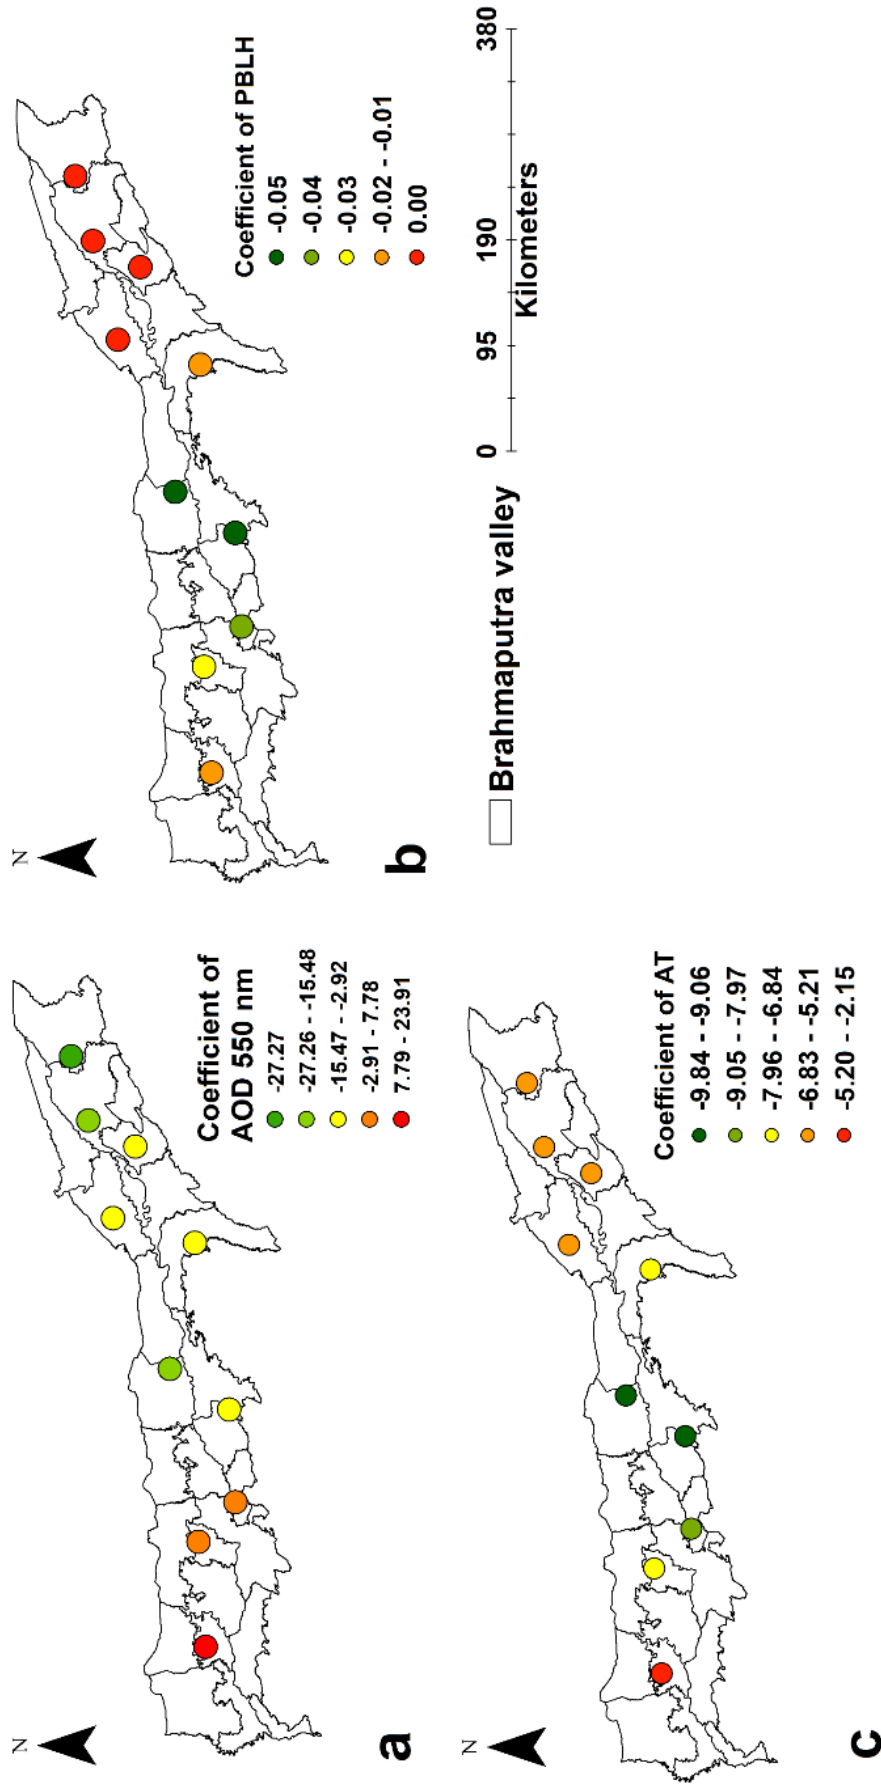 N
Coefficient of
AOD 550 nm
-27.27
-27.26 - -15.48
-15.47 - -2.92
-2.91 - 7.78
7.79 - 23.91
a
N
Coefficient of PBLH
-0.05
-0.04
-0.03
-0.02 - -0.01
0.00
b
N
Coefficient of AT
-9.84 - -9.06
-9.05 - -7.97
-7.96 - -6.84
-6.83 - -5.21
-5.20 - -2.15
c
Brahmaputra valley
0 95 190 380
Kilometers